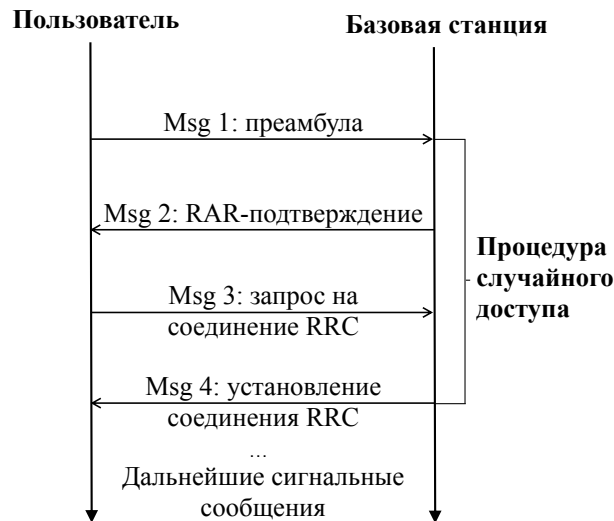 Пользователь
Базовая станция
Msg 1: преамбула
Msg 2: RAR-подтверждение
Msg 3: запрос на
соединение RRC
Msg 4: установление
соединения RRC
...
Дальнейшие сигнальные
сообщения
Процедура
случайного
доступа